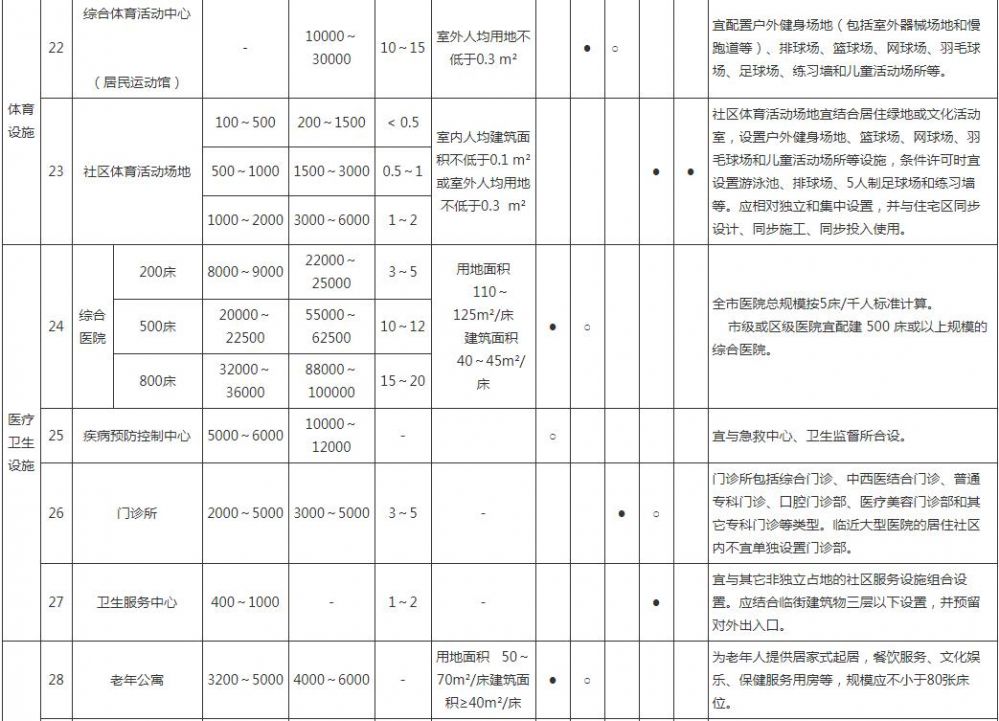 体育
设施
22
综合体育活动中心
（居民运动馆）
-
10000～
30000
10～15
室外人均用地不
低于0.3 m²
●
○
宜配置户外健身场地（包括室外器械场地和慢
跑道等）、排球场、篮球场、网球场、羽毛球
场、足球场、练习墙和儿童活动场所等。
23
社区体育活动场地
100～500
200～1500
< 0.5
500～1000
1500～3000
0.5～1
1000～2000
3000～6000
1～2
室内人均建筑面
积不低于0.1 m²
或室外人均用地
不低于0.3 m²
●
●
社区体育活动场地宜结合居住绿地或文化活动
室，设置户外健身场地、篮球场、网球场、羽
毛球场和儿童活动场所等设施，条件许可时宜
设置游泳池、排球场、5人制足球场和练习墙
等。应相对独立和集中设置，并与住宅区同步
设计、同步施工、同步投入使用。
医疗
卫生
设施
24
综合
医院
200床
8000～9000
22000～
25000
3～5
500床
20000～
22500
55000～
62500
10～12
800床
32000～
36000
88000～
100000
15～20
用地面积
110～
125m²/床
建筑面积
40～45m²/
床
●
○
全市医院总规模按5床/千人标准计算。
市级或区级医院宜配建 500 床或以上规模的
综合医院。
25
疾病预防控制中心
5000～6000
10000～
12000
-
○
宜与急救中心、卫生监督所合设。
26
门诊所
2000～5000
3000～5000
3～5
-
●
○
门诊所包括综合门诊、中西医结合门诊、普通
专科门诊、口腔门诊部、医疗美容门诊部和其
它专科门诊等类型。临近大型医院的居住社区
内不宜单独设置门诊部。
27
卫生服务中心
400～1000
-
1～2
-
●
宜与其它非独立占地的社区服务设施组合设
置。应结合临街建筑物三层以下设置，并预留
对外出入口。
28
老年公寓
3200～5000
4000～6000
-
用地面积 50～
70m²/床建筑面
积≥40m²/床
●
○
为老年人提供居家式起居，餐饮服务、文化娱
乐、保健服务用房等，规模应不小于80张床
位。